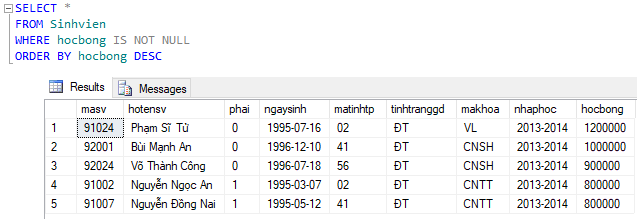 SELECT *
FROM Sinhvien
WHERE hocbong IS NOT NULL
ORDER BY hocbong DESC
Results Messages
masv hotensv phai ngaysinh matinhtp tinhtranggd makhoa nhaphoc hocbong
1 91024 Phạm Sĩ Tử 0 1995-07-16 02 ĐT VL 2013-2014 1200000
2 92001 Bùi Mạnh An 0 1996-12-10 41 ĐT CNSH 2013-2014 1000000
3 92024 Võ Thành Công 0 1996-07-18 56 ĐT CNSH 2013-2014 900000
4 91002 Nguyễn Ngọc An 1 1995-03-07 02 ĐT CNTT 2013-2014 800000
5 91007 Nguyễn Đồng Nai 1 1995-05-12 41 ĐT CNTT 2013-2014 800000